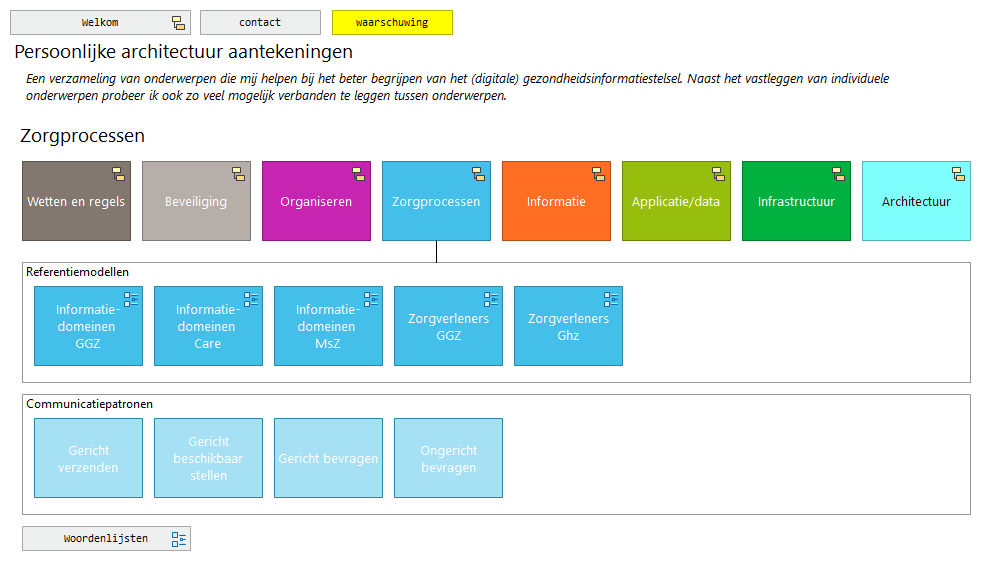 Welkom
contact
waarschuwing
Persoonlijke architectuur aantekeningen
Een verzameling van onderwerpen die mij helpen bij het beter begrijpen van het (digitale) gezondheidsinformatiestelsel. Naast het vastleggen van individuele
onderwerpen probeer ik ook zo veel mogelijk verbanden te leggen tussen onderwerpen.
Zorgprocessen
Wetten en regels
Beveiliging
Organiseren
Zorgprocessen
Informatie
Applicatie/data
Infrastructuur
Architectuur
Referentiemodellen
Informatie-
domeinen
GGZ
Informatie-
domeinen
Care
Informatie-
domeinen
MsZ
Zorgverleners
GGZ
Zorgverleners
Ghz
Communicatiepatronen
Gericht
verzenden
Gericht
beschikbaar
stellen
Gericht bevragen
Ongericht
bevragen
Woordenlijsten